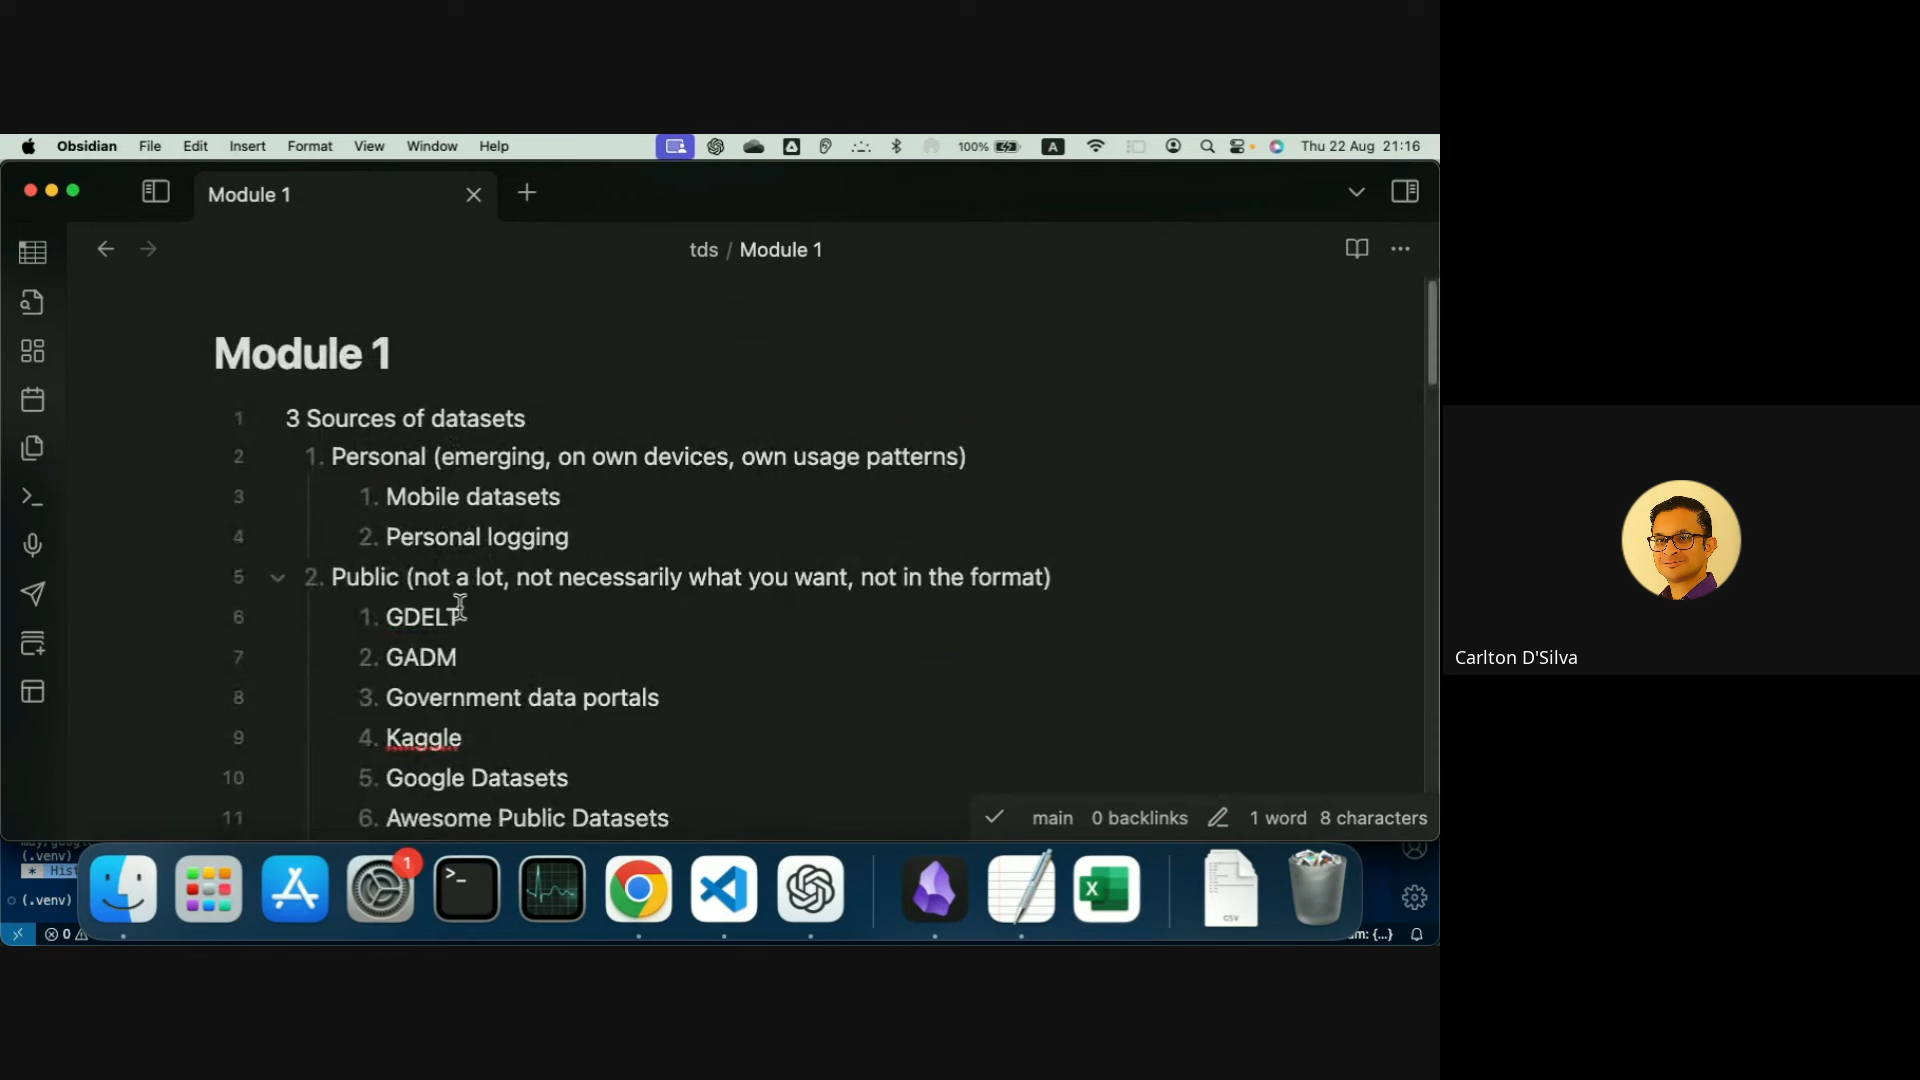 Obsidian File Edit Insert Format View Window Help 100% A Thu 22 Aug 21:16
Module 1
tds / Module 1
Module 1
1 3 Sources of datasets
2 1. Personal (emerging, on own devices, own usage patterns)
3 1. Mobile datasets
4 2. Personal logging
5 2. Public (not a lot, not necessarily what you want, not in the format)
6 1. GDELT
7 2. GADM
8 3. Government data portals
9 4. Kaggle
10 5. Google Datasets
11 6. Awesome Public Datasets
main 0 backlinks 1 word 8 characters
(.venv)
* Hist
(.venv)
0
1
CSV
{...}
Carlton D'Silva